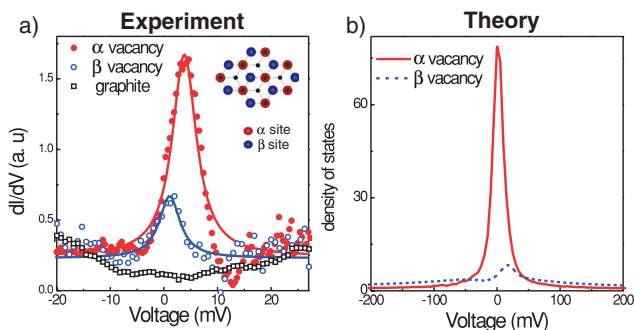 Experiment
Theory
a)
α vacancy
β vacancy
graphite
α site
β site
1.5
1.0
0.5
0.0
dI/dV (a. u)
-20 -10 0 10 20
Voltage (mV)
b)
α vacancy
β vacancy
60
30
0
density of states
-200 -100 0 100 200
Voltage (mV)